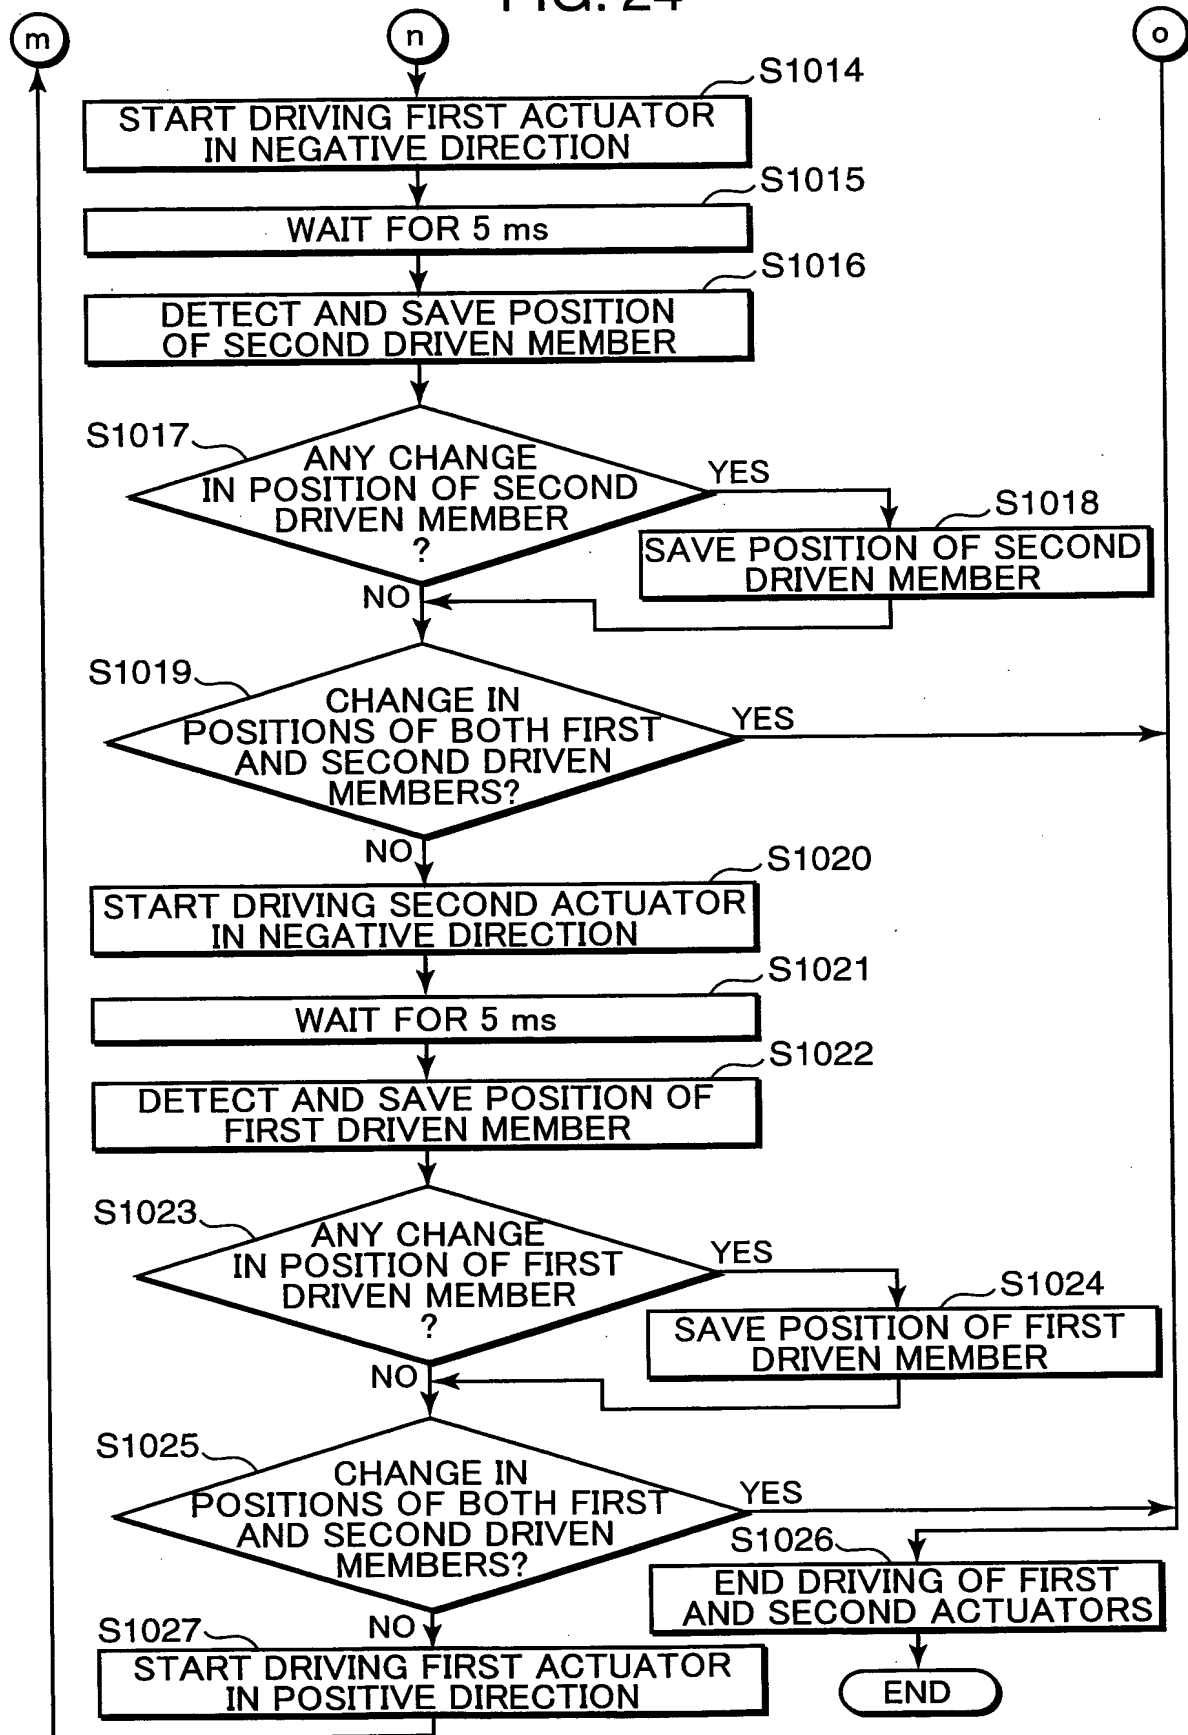 FIG. 24
m
n
o
S1014
START DRIVING FIRST ACTUATOR
IN NEGATIVE DIRECTION
S1015
WAIT FOR 5 ms
S1016
DETECT AND SAVE POSITION
OF SECOND DRIVEN MEMBER
S1017
ANY CHANGE
IN POSITION OF SECOND
DRIVEN MEMBER
?
YES
S1018
SAVE POSITION OF SECOND
DRIVEN MEMBER
NO
S1019
CHANGE IN
POSITIONS OF BOTH FIRST
AND SECOND DRIVEN
MEMBERS?
YES
NO
S1020
START DRIVING SECOND ACTUATOR
IN NEGATIVE DIRECTION
S1021
WAIT FOR 5 ms
S1022
DETECT AND SAVE POSITION OF
FIRST DRIVEN MEMBER
S1023
ANY CHANGE
IN POSITION OF FIRST
DRIVEN MEMBER
?
YES
S1024
SAVE POSITION OF FIRST
DRIVEN MEMBER
NO
S1025
CHANGE IN
POSITIONS OF BOTH FIRST
AND SECOND DRIVEN
MEMBERS?
YES
S1026
END DRIVING OF FIRST
AND SECOND ACTUATORS
NO
S1027
START DRIVING FIRST ACTUATOR
IN POSITIVE DIRECTION
END